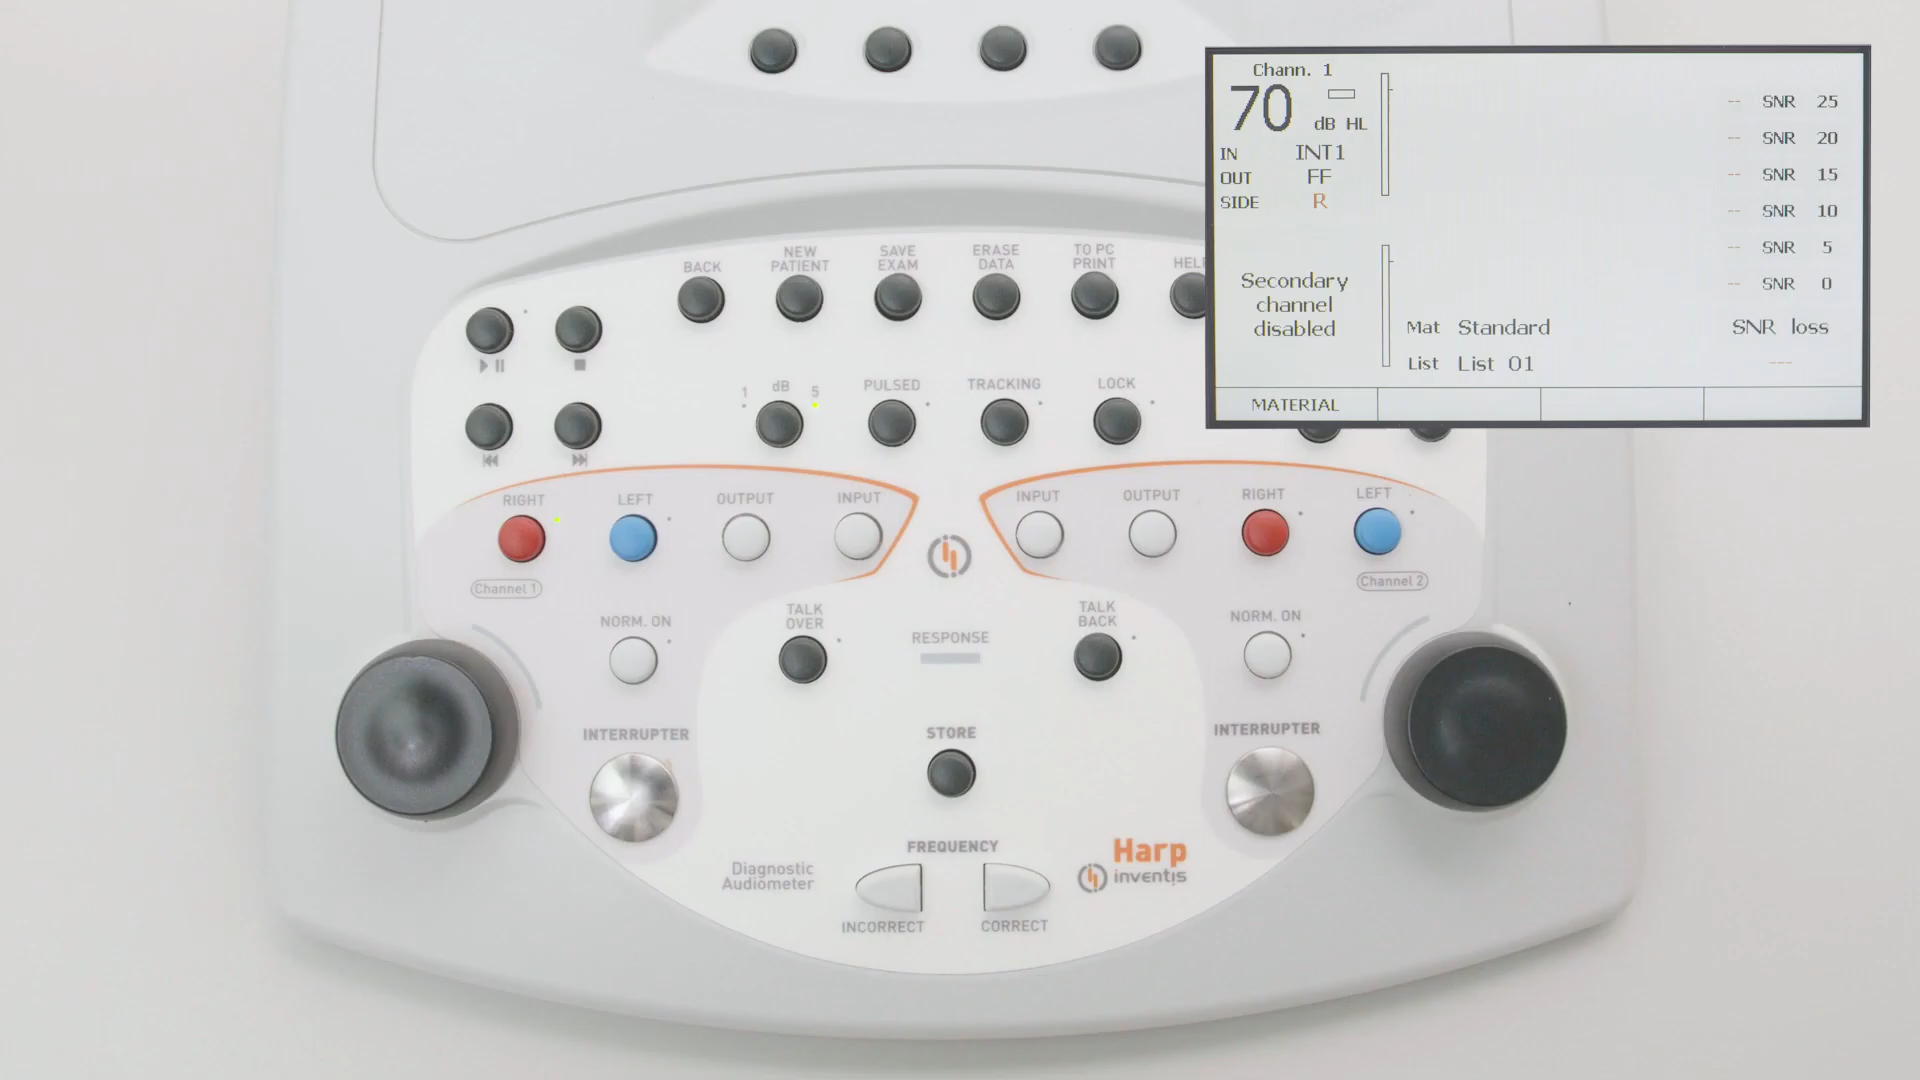 Chann. 1
70 dB HL
IN INT1
OUT FF
SIDE R
Secondary
channel
disabled
Mat Standard
List List 01
-- SNR 25
-- SNR 20
-- SNR 15
-- SNR 10
-- SNR 5
-- SNR 0
SNR loss
---
MATERIAL
BACK
NEW
PATIENT
SAVE
EXAM
ERASE
DATA
TO PC
PRINT
1 dB 5
PULSED
TRACKING
LOCK
RIGHT
LEFT
OUTPUT
INPUT
INPUT
OUTPUT
RIGHT
LEFT
Channel 1
Channel 2
NORM. ON
TALK
OVER
RESPONSE
TALK
BACK
NORM. ON
INTERRUPTER
STORE
INTERRUPTER
FREQUENCY
Diagnostic
Audiometer
Harp
inventis
INCORRECT
CORRECT